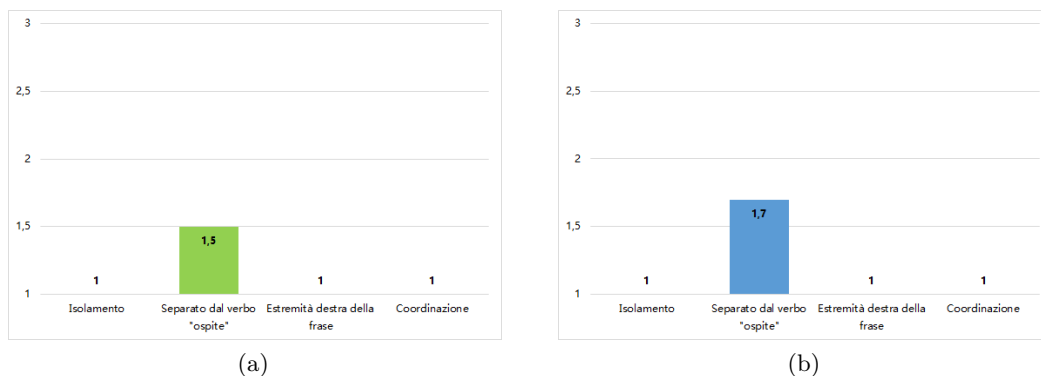 3
2,5
2
1,5
1
1
1,5
1
1
Isolamento
Separato dal verbo
"ospite"
Estremità destra della
frase
Coordinazione
(a)
3
2,5
2
1,5
1
1
1,7
1
1
Isolamento
Separato dal verbo
"ospite"
Estremità destra della
frase
Coordinazione
(b)